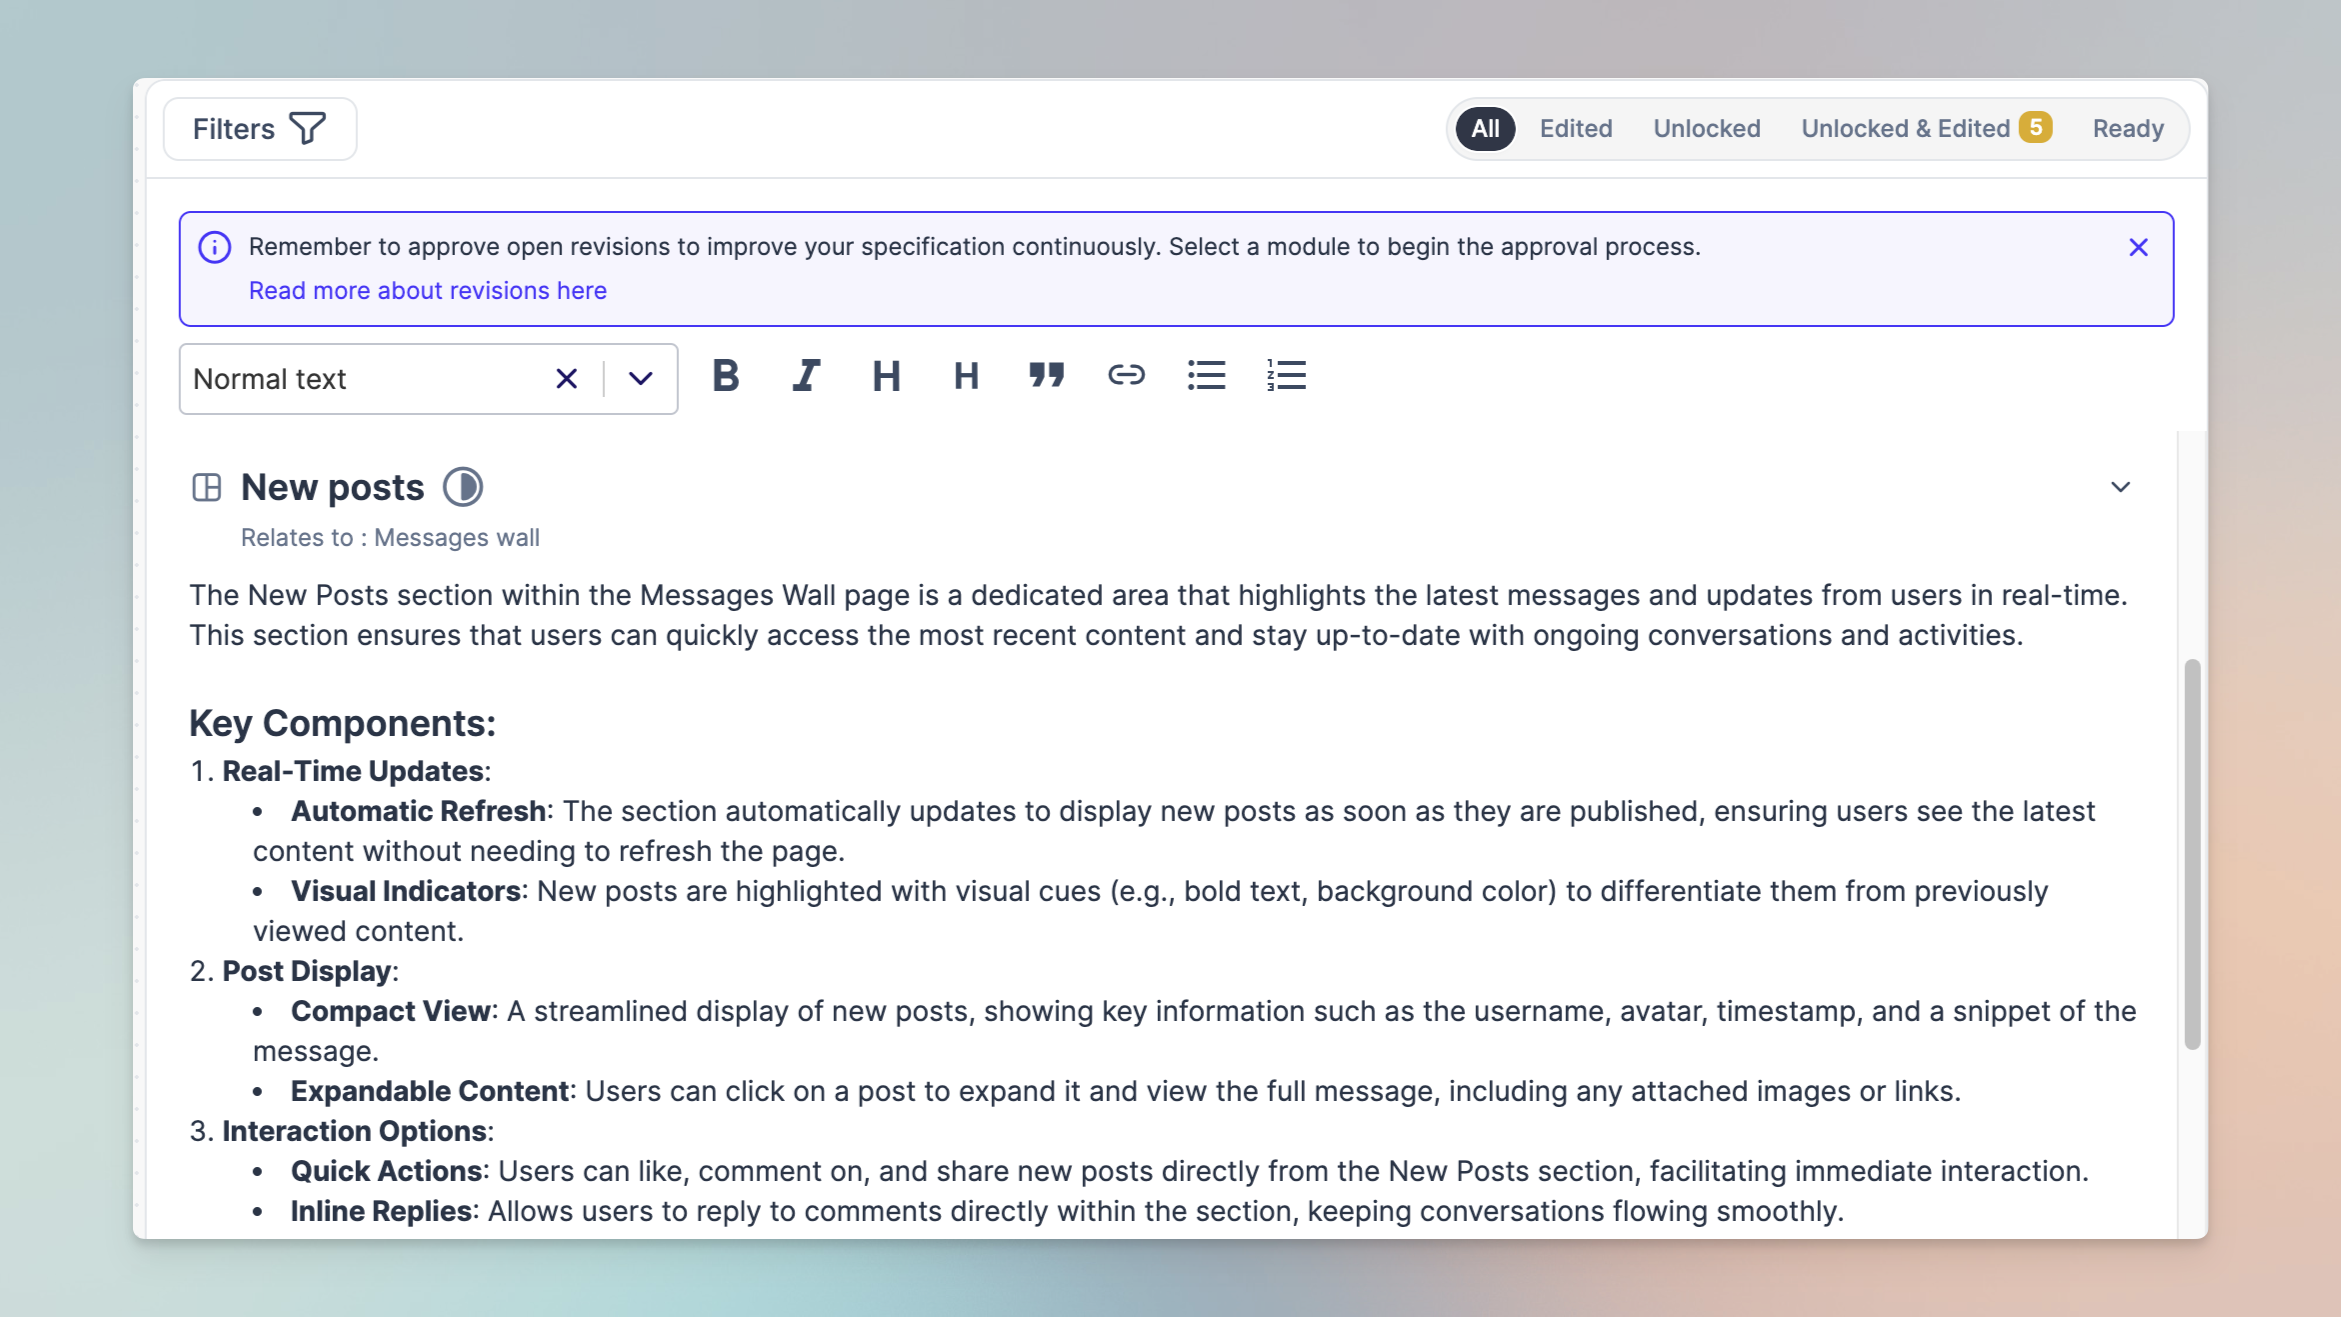 Filters
All Edited Unlocked Unlocked & Edited 5 Ready
Remember to approve open revisions to improve your specification continuously. Select a module to begin the approval process.
Read more about revisions here
Normal text B I H H
New posts
Relates to : Messages wall
The New Posts section within the Messages Wall page is a dedicated area that highlights the latest messages and updates from users in real-time.
This section ensures that users can quickly access the most recent content and stay up-to-date with ongoing conversations and activities.
Key Components:
1. Real-Time Updates:
• Automatic Refresh: The section automatically updates to display new posts as soon as they are published, ensuring users see the latest
content without needing to refresh the page.
• Visual Indicators: New posts are highlighted with visual cues (e.g., bold text, background color) to differentiate them from previously
viewed content.
2. Post Display:
• Compact View: A streamlined display of new posts, showing key information such as the username, avatar, timestamp, and a snippet of the
message.
• Expandable Content: Users can click on a post to expand it and view the full message, including any attached images or links.
3. Interaction Options:
• Quick Actions: Users can like, comment on, and share new posts directly from the New Posts section, facilitating immediate interaction.
• Inline Replies: Allows users to reply to comments directly within the section, keeping conversations flowing smoothly.